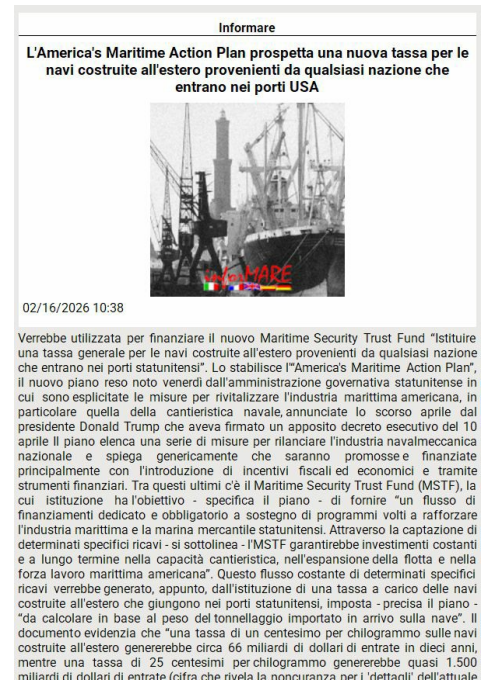 Informare
L'America's Maritime Action Plan prospetta una nuova tassa per le
navi costruite all'estero provenienti da qualsiasi nazione che
entrano nei porti USA
inforMARE
02/16/2026 10:38
Verrebbe utilizzata per finanziare il nuovo Maritime Security Trust Fund “Istituire
una tassa generale per le navi costruite all'estero provenienti da qualsiasi nazione
che entrano nei porti statunitensi”. Lo stabilisce l'“America's Maritime Action Plan”,
il nuovo piano reso noto venerdì dall'amministrazione governativa statunitense in
cui sono esplicitate le misure per rivitalizzare l'industria marittima americana, in
particolare quella della cantieristica navale, annunciate lo scorso aprile dal
presidente Donald Trump che aveva firmato un apposito decreto esecutivo del 10
aprile Il piano elenca una serie di misure per rilanciare l'industria navalmeccanica
nazionale e spiega genericamente che saranno promosse e finanziate
principalmente con l'introduzione di incentivi fiscali ed economici e tramite
strumenti finanziari. Tra questi ultimi c'è il Maritime Security Trust Fund (MSTF), la
cui istituzione ha l'obiettivo - specifica il piano - di fornire “un flusso di
finanziamenti dedicato e obbligatorio a sostegno di programmi volti a rafforzare
l'industria marittima e la marina mercantile statunitensi. Attraverso la captazione di
determinati specifici ricavi - si sottolinea - l'MSTF garantirebbe investimenti costanti
e a lungo termine nella capacità cantieristica, nell'espansione della flotta e nella
forza lavoro marittima americana”. Questo flusso costante di determinati specifici
ricavi verrebbe generato, appunto, dall'istituzione di una tassa a carico delle navi
costruite all'estero che giungono nei porti statunitensi, imposta - precisa il piano -
“da calcolare in base al peso del tonnellaggio importato in arrivo sulla nave”. Il
documento evidenzia che “una tassa di un centesimo per chilogrammo sulle navi
costruite all'estero genererebbe circa 66 miliardi di dollari di entrate in dieci anni,
mentre una tassa di 25 centesimi per chilogrammo genererebbe quasi 1.500
miliardi di dollari di entrate (cifra che rivela la noncuranza per i 'dettagli' dell'attuale